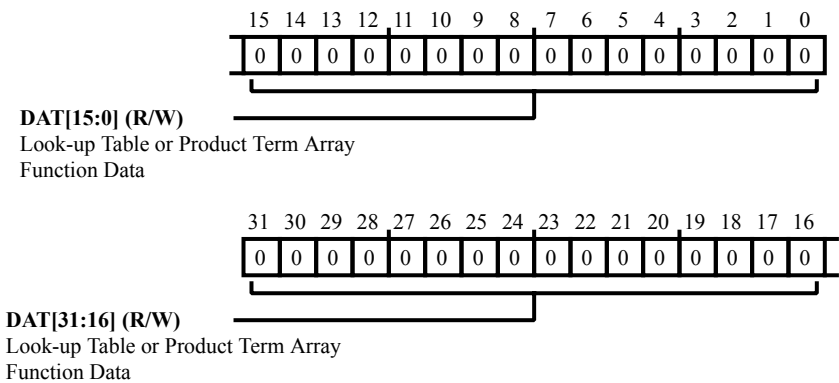 15 14 13 12 11 10 9 8 7 6 5 4 3 2 1 0
0 0 0 0 0 0 0 0 0 0 0 0 0 0 0 0
DAT[15:0] (R/W)
Look-up Table or Product Term Array
Function Data
31 30 29 28 27 26 25 24 23 22 21 20 19 18 17 16
0 0 0 0 0 0 0 0 0 0 0 0 0 0 0 0
DAT[31:16] (R/W)
Look-up Table or Product Term Array
Function Data